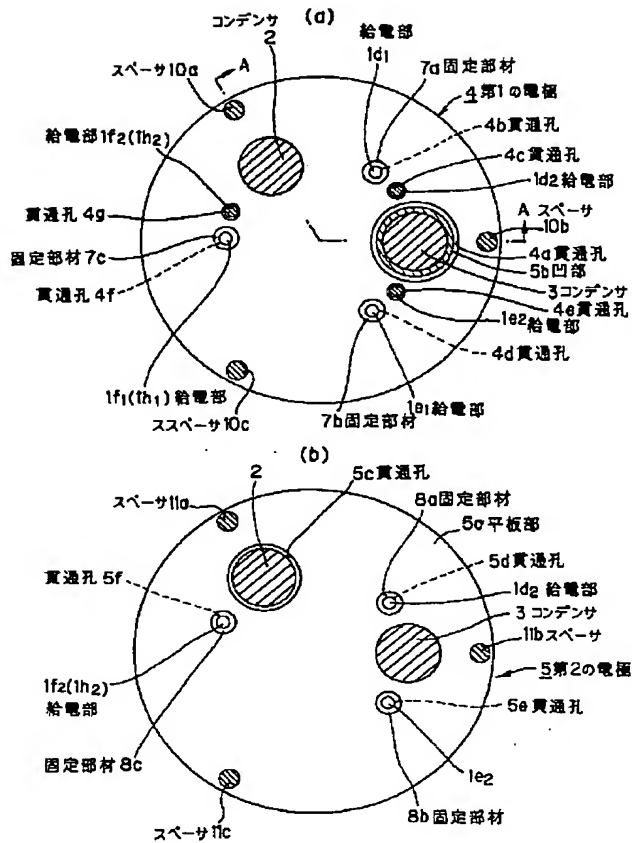 (a)
コンデンサ
2
給電部
1d1
A
スペーサ10a
7a固定部材
4第1の電極
給電部1f2(1h2)
4b貫通孔
4c貫通孔
1d2給電部
貫通孔4g
A スペーサ
10b
固定部材7c
4a貫通孔
5b凹部
貫通孔4f
3コンデンサ
4e貫通孔
1e2給電部
4d貫通孔
1f1(1h1)給電部
1e1給電部
ススペーサ10c
7b固定部材
(b)
2
5c貫通孔
スペーサ11a
8a固定部材
5a平板部
貫通孔5f
5d貫通孔
1d2 給電部
3 コンデンサ
11bスペーサ
1f2(1h2)
給電部
5第2の電極
5e貫通孔
固定部材8c
1e2
スペーサ11c
8b固定部材